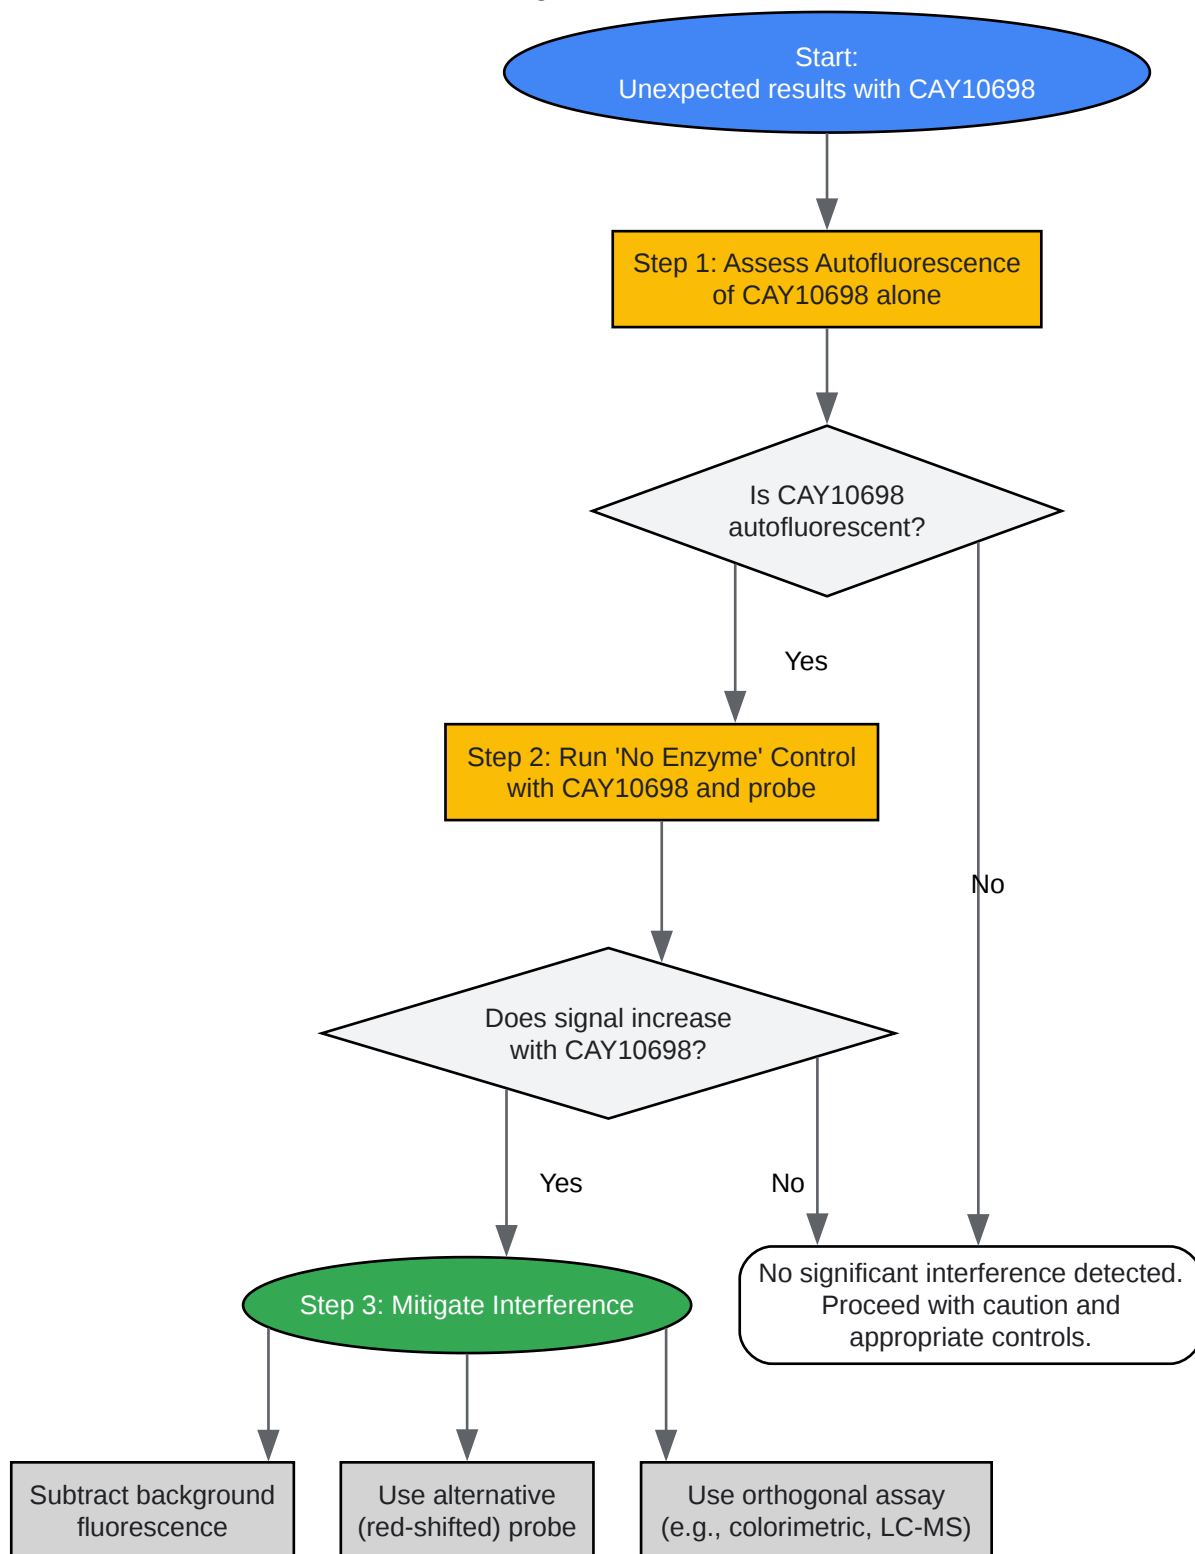 Start:
Unexpected results with CAY10698
Step 1: Assess Autofluorescence
of CAY10698 alone
Is CAY10698
autofluorescent?
Yes
Step 2: Run 'No Enzyme' Control
with CAY10698 and probe
No
Does signal increase
with CAY10698?
Yes
No
Step 3: Mitigate Interference
No significant interference detected.
Proceed with caution and
appropriate controls.
Subtract background
fluorescence
Use alternative
(red-shifted) probe
Use orthogonal assay
(e.g., colorimetric, LC-MS)